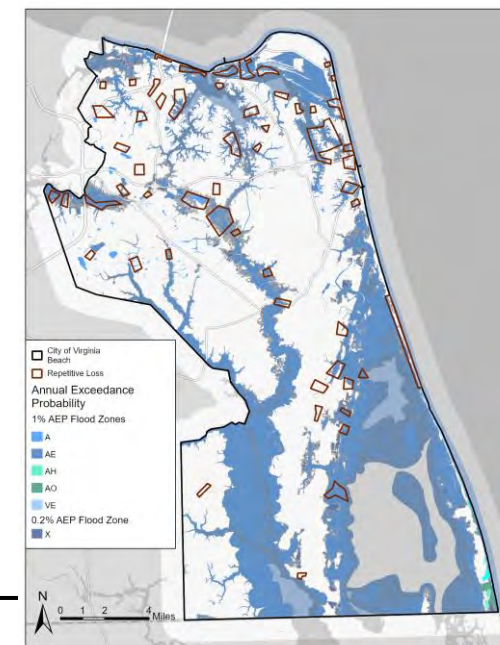 City of Virginia
Beach
Repetitive Loss
Annual Exceedance
Probability
1% AEP Flood Zones
A
AE
AH
AO
VE
0.2% AEP Flood Zone
X
N
0 1 2 4
Miles